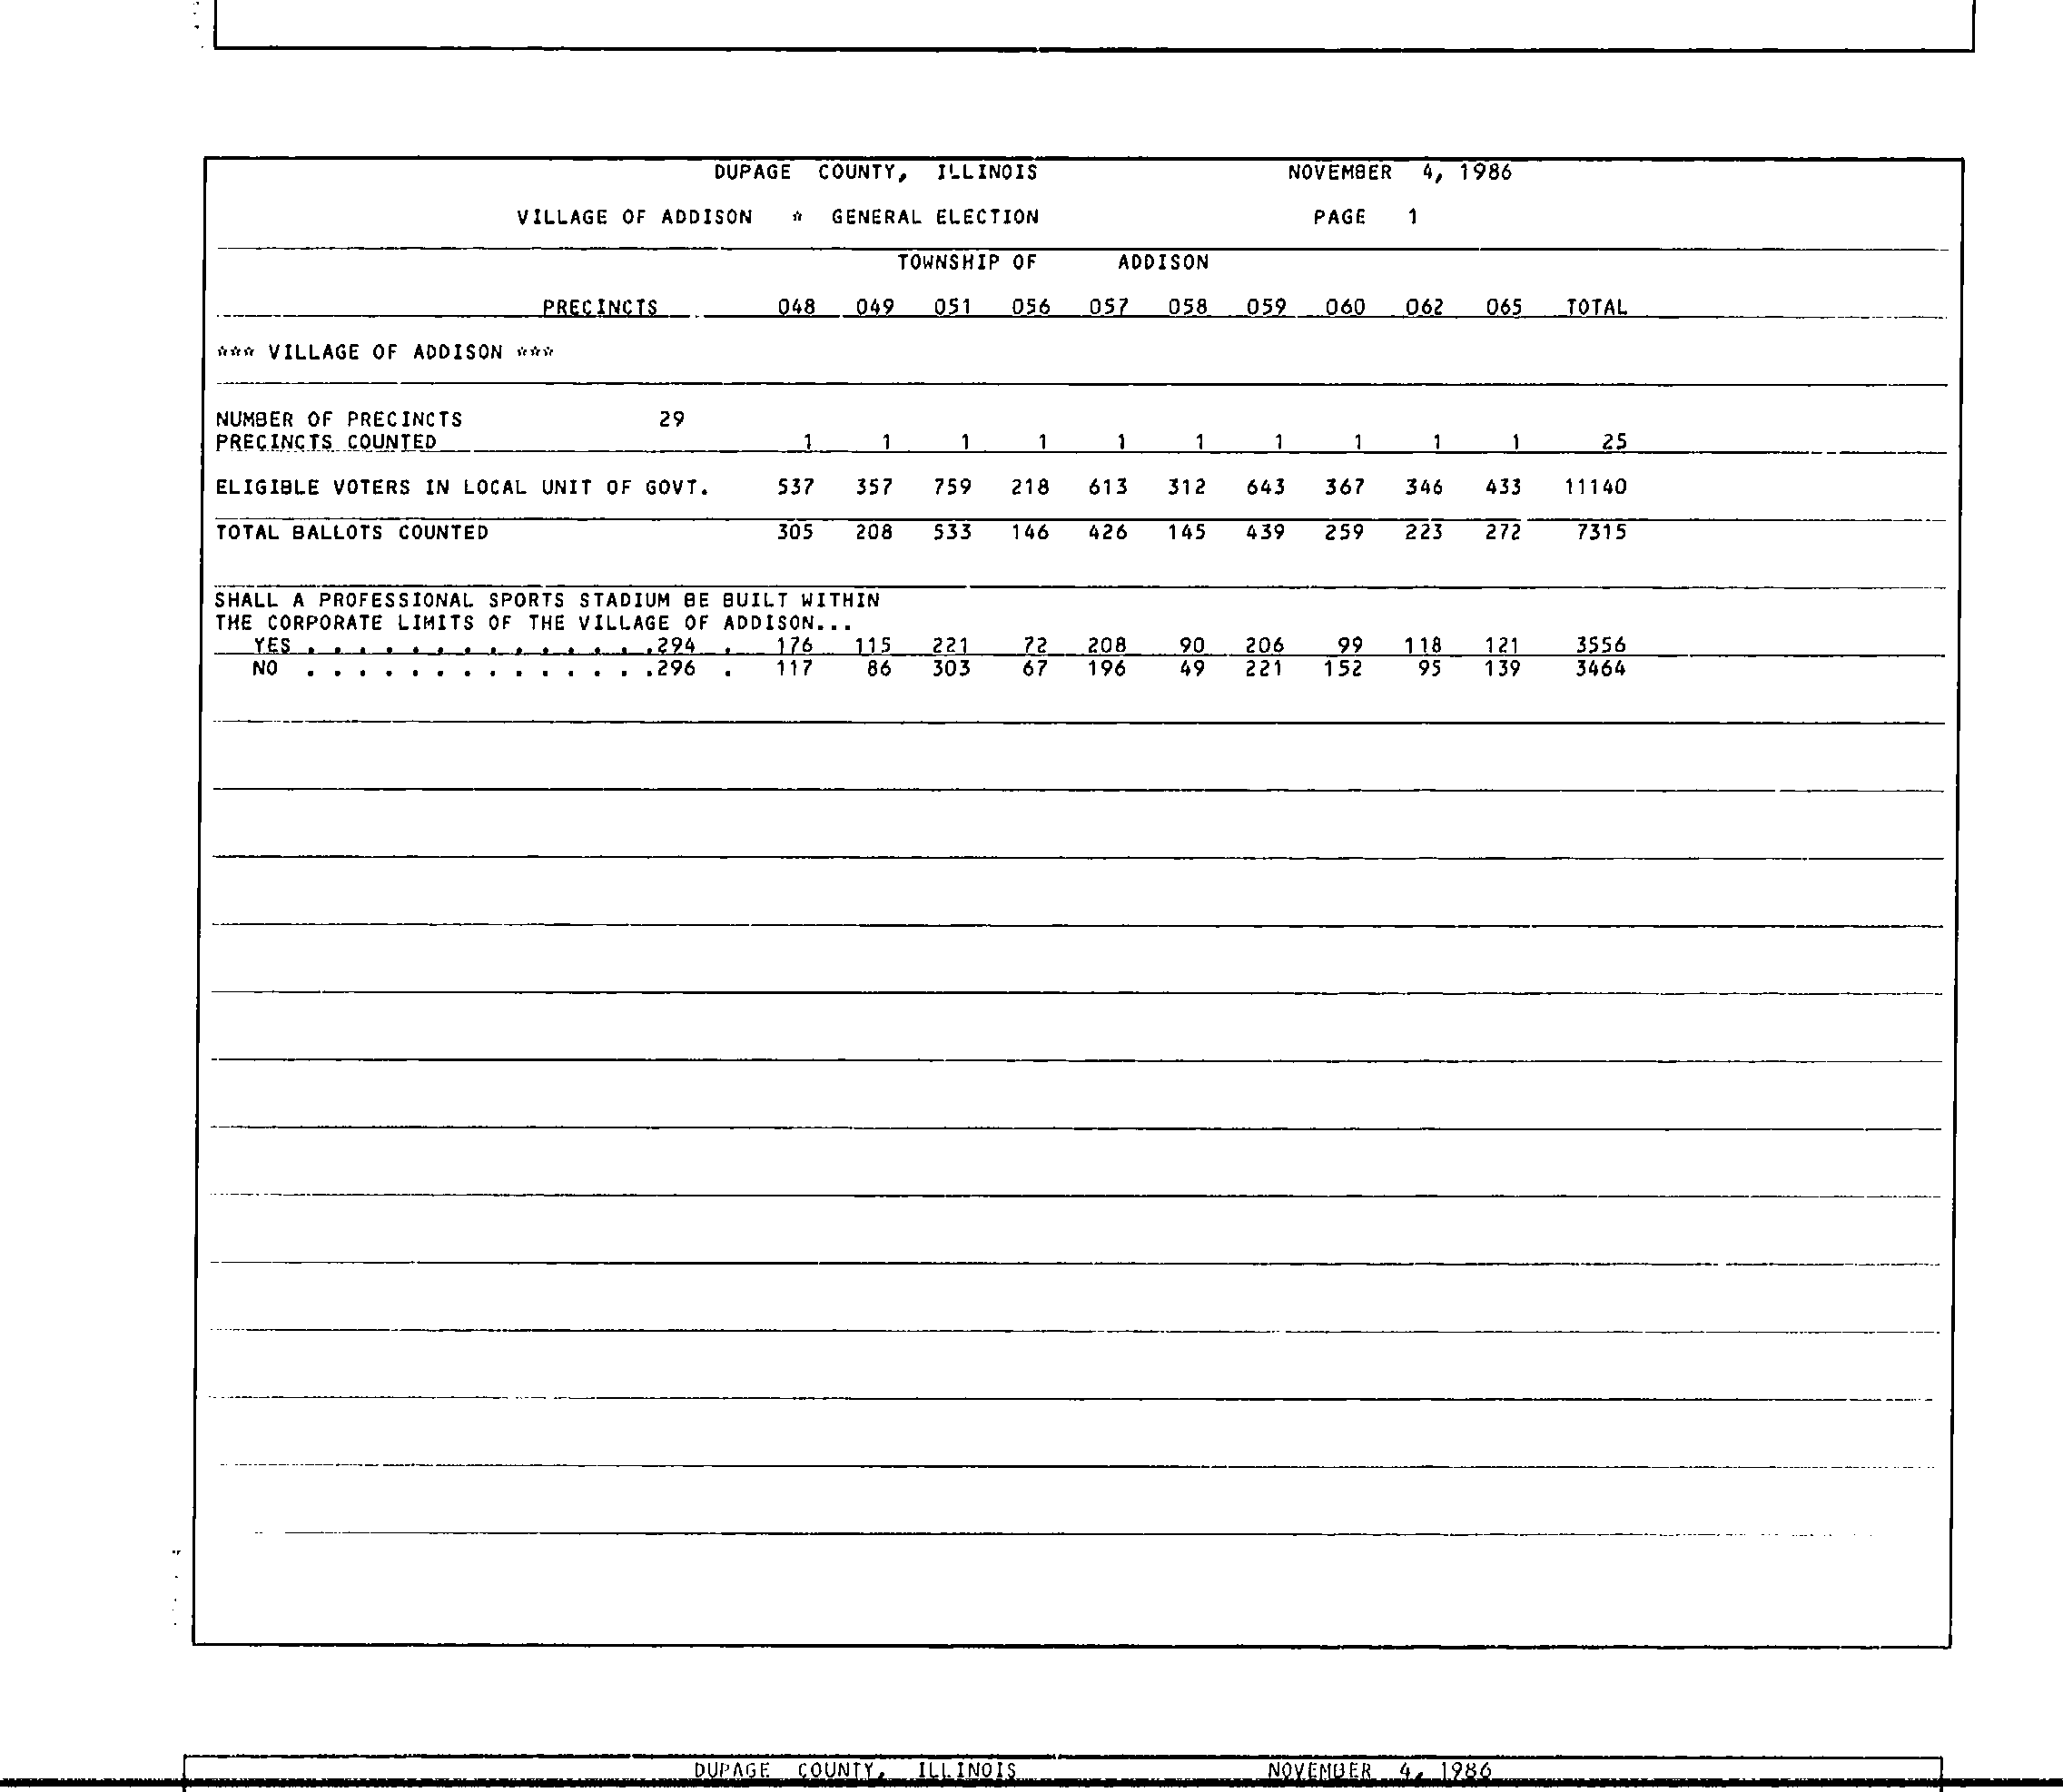 DUPAGE COUNTY, ILLINOIS NOVEMBER 4, 1986
VILLAGE OF ADDISON * GENERAL ELECTION PAGE 1
TOWNSHIP OF ADDISON
PRECINCTS 048 049 051 056 057 058 059 060 062 065 TOTAL
*** VILLAGE OF ADDISON ***
NUMBER OF PRECINCTS 29
PRECINCTS COUNTED 1 1 1 1 1 1 1 1 1 1 25
ELIGIBLE VOTERS IN LOCAL UNIT OF GOVT. 537 357 759 218 613 312 643 367 346 433 11140
TOTAL BALLOTS COUNTED 305 208 533 146 426 145 439 259 223 272 7315
SHALL A PROFESSIONAL SPORTS STADIUM BE BUILT WITHIN
THE CORPORATE LIMITS OF THE VILLAGE OF ADDISON...
YES . . . . . . . . . . . . . .294 . 176 115 221 72 208 90 206 99 118 121 3556
NO . . . . . . . . . . . . . .296 . 117 86 303 67 196 49 221 152 95 139 3464
DUPAGE COUNTY, ILLINOIS NOVEMBER 4, 1986